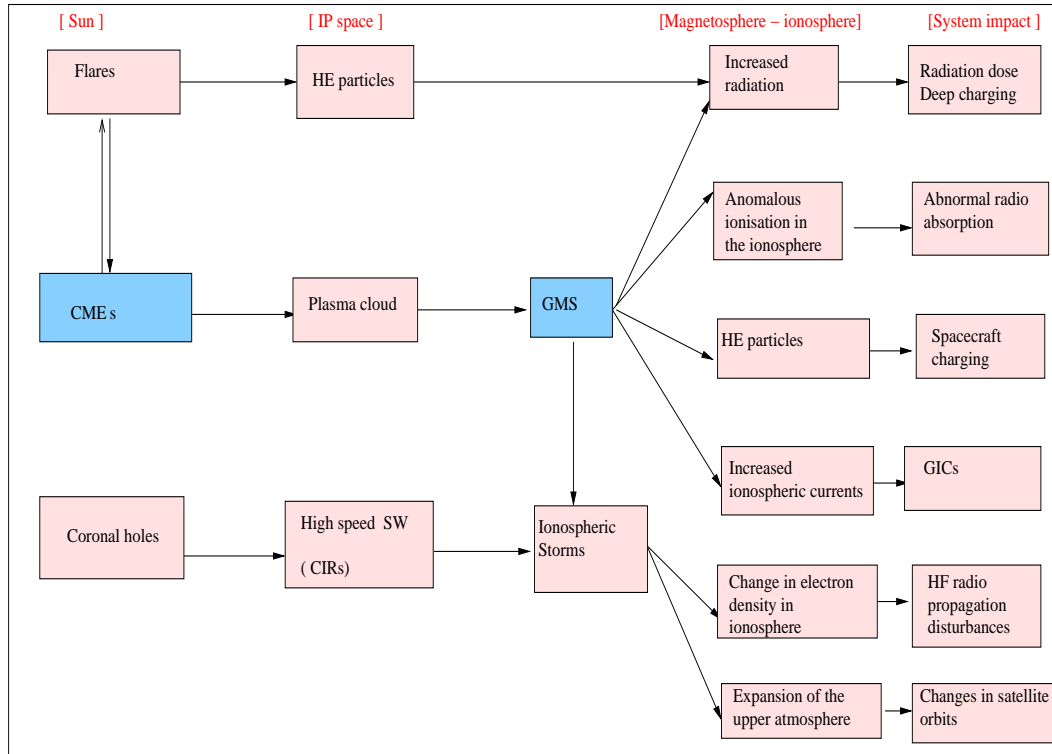 [ Sun ]
[ IP space ]
[Magnetosphere – ionosphere]
[System impact ]
Flares
HE particles
Increased
radiation
Radiation dose
Deep charging
Anomalous
ionisation in
the ionosphere
Abnormal radio
absorption
CME s
Plasma cloud
GMS
HE particles
Spacecraft
charging
Increased
ionospheric currents
GICs
Coronal holes
High speed SW
( CIRs)
Ionospheric
Storms
Change in electron
density in
ionosphere
HF radio
propagation
disturbances
Expansion of the
upper atmosphere
Changes in satellite
orbits